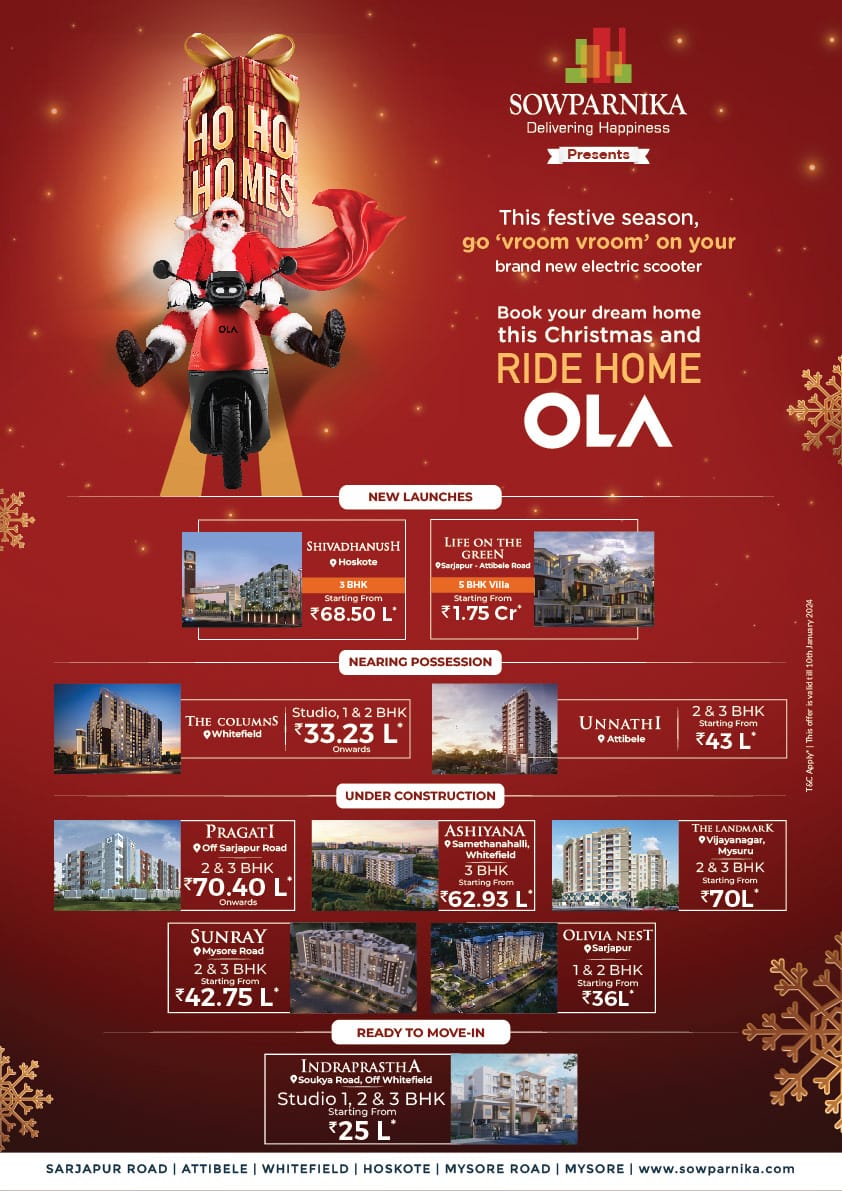 HO HO
HOMES
OLA
SOWPARNIKA
Delivering Happiness
Presents
This festive season,
go ‘vroom vroom’ on your
brand new electric scooter
Book your dream home
this Christmas and
RIDE HOME
OLA
NEW LAUNCHES
SHIVADHANUSH
Hoskote
3 BHK
Starting From
₹68.50 L*
LIFE ON THE
GREEN
Sarjapur - Attibele Road
5 BHK Villa
Starting From
₹1.75 Cr*
NEARING POSSESSION
THE COLUMNS
Whitefield
Studio, 1 & 2 BHK
₹33.23 L*
Onwards
UNNATHI
Attibele
2 & 3 BHK
Starting From
₹43 L*
UNDER CONSTRUCTION
PRAGATI
Off Sarjapur Road
2 & 3 BHK
₹70.40 L*
Onwards
ASHIYANA
Samethanahalli,
Whitefield
3 BHK
Starting From
₹62.93 L*
THE LANDMARK
Vijayanagar,
Mysuru
2 & 3 BHK
Starting From
₹70L*
SUNRAY
Mysore Road
2 & 3 BHK
Starting From
₹42.75 L*
OLIVIA NEST
Sarjapur
1 & 2 BHK
Starting From
₹36L*
READY TO MOVE-IN
INDRAPRASTHA
Soukya Road, Off Whitefield
Studio 1, 2 & 3 BHK
Starting From
₹25 L*
T&C Apply* | This offer is valid till 10th January 2024
SARJAPUR ROAD | ATTIBELE | WHITEFIELD | HOSKOTE | MYSORE ROAD | MYSORE | www.sowparnika.com